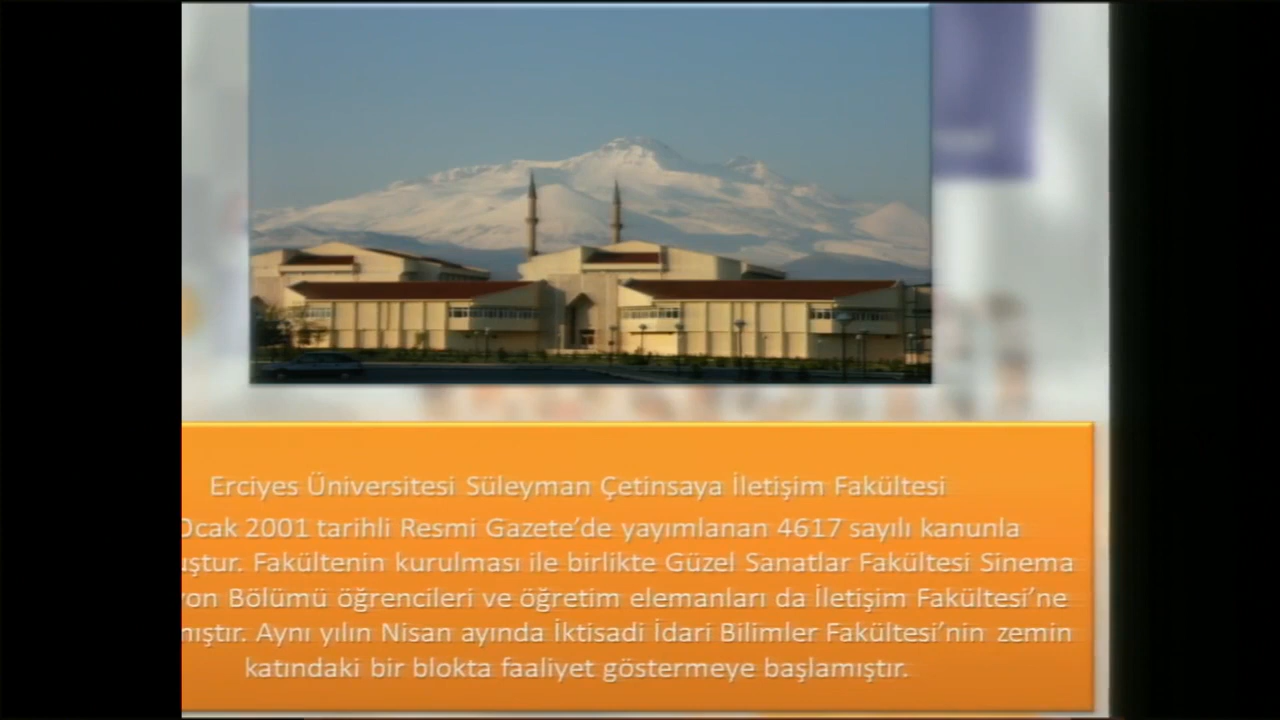 Erciyes Üniversitesi Süleyman Çetinsaya İletişim Fakültesi
Ocak 2001 tarihli Resmi Gazete’de yayımlanan 4617 sayılı kanunla
uştur. Fakültenin kurulması ile birlikte Güzel Sanatlar Fakültesi Sinema
yon Bölümü öğrencileri ve öğretim elemanları da İletişim Fakültesi’ne
mıştır. Aynı yılın Nisan ayında İktisadi İdari Bilimler Fakültesi’nin zemin
katındaki bir blokta faaliyet göstermeye başlamıştır.